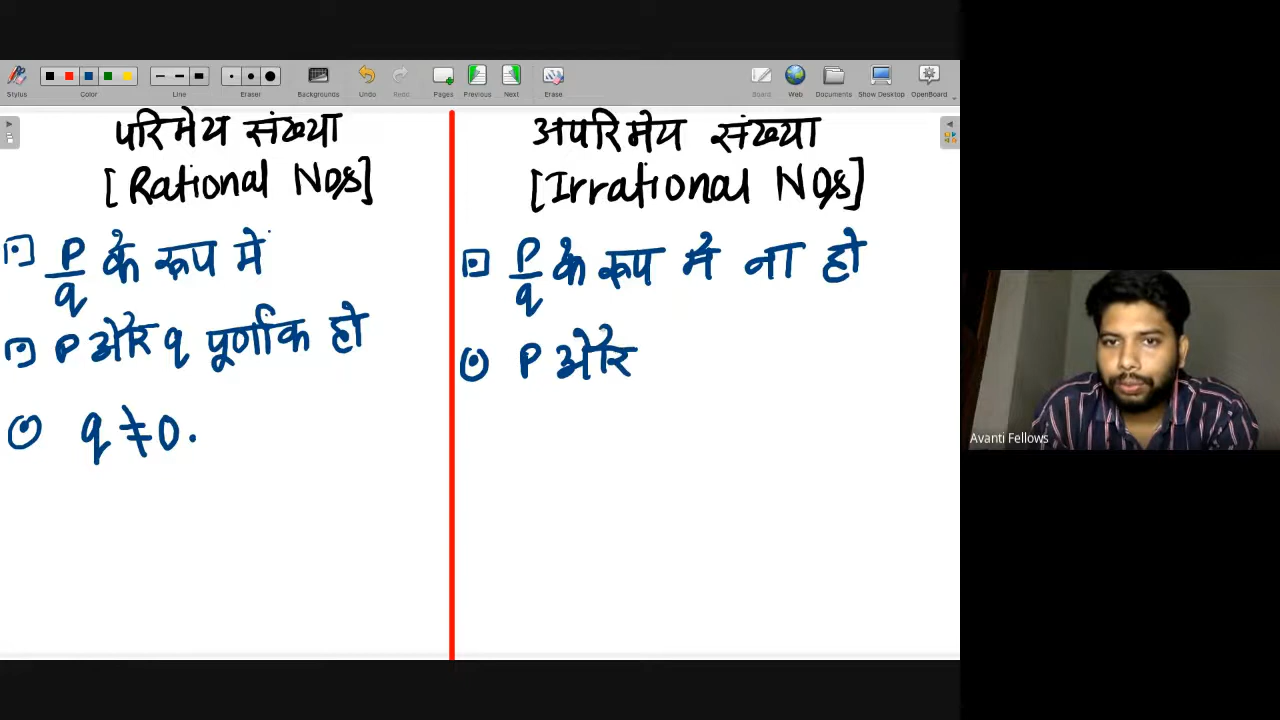 Stylus Color Line Eraser Backgrounds Undo Redo Pages Previous Next Erase Board Web Documents Show Desktop OpenBoard
परिमेय संख्या
[Rational Nos]
P/q के रूप में
P और q पूर्णांक हो
q ≠ 0.
अपरिमेय संख्या
[Irrational Nos]
P/q के रूप में ना हो
P और
Avanti Fellows